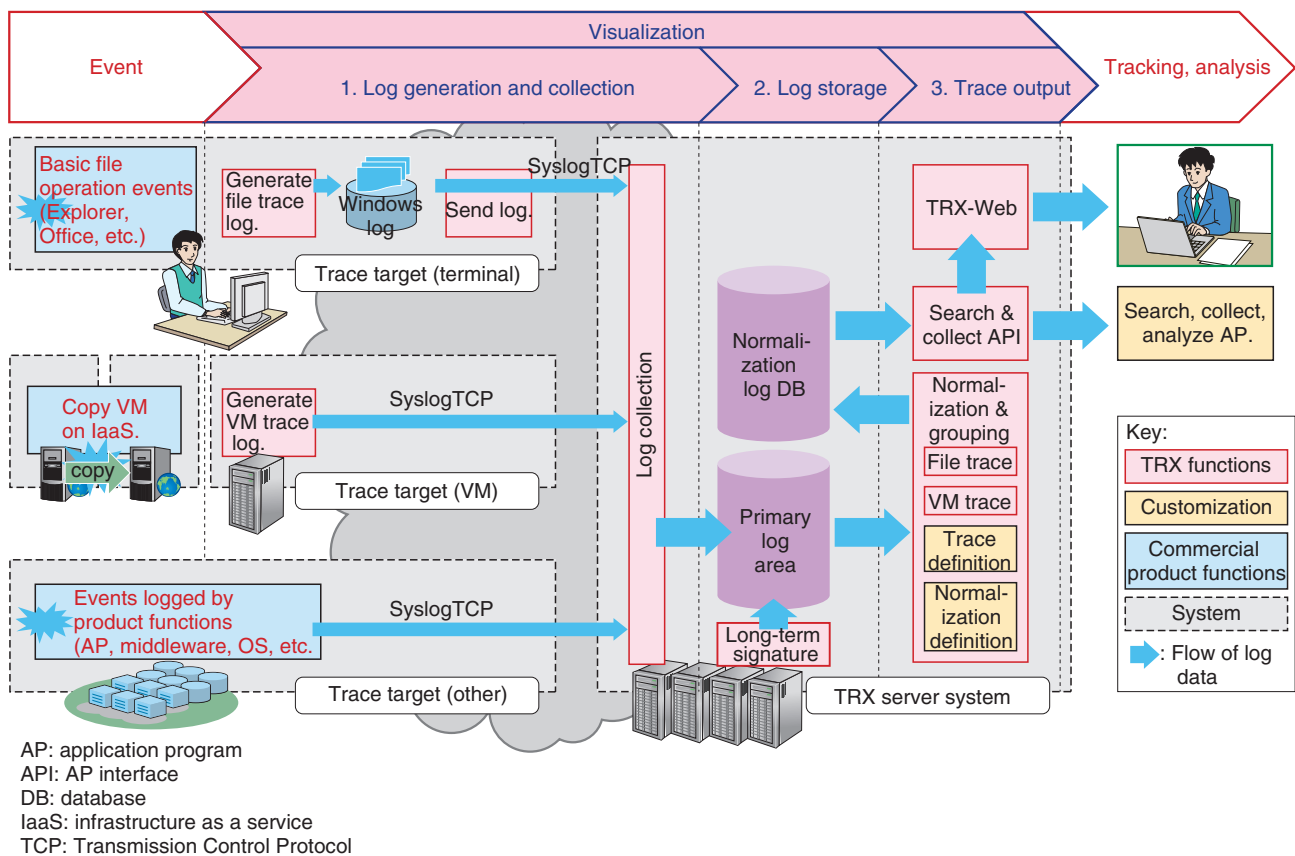 Visualization
Event
1. Log generation and collection
2. Log storage
3. Trace output
Tracking, analysis
Basic file
operation events
(Explorer,
Office, etc.)
Generate
file trace
log.
Windows
log
Send log.
SyslogTCP
Trace target (terminal)
Copy VM
on IaaS.
copy
Generate
VM trace
log.
SyslogTCP
Trace target (VM)
Events logged by
product functions
(AP, middleware, OS, etc.
SyslogTCP
Trace target (other)
Log collection
Normali-
zation
log DB
Primary
log
area
Long-term
signature
TRX-Web
Search &
collect API
Normal-
ization &
grouping
File trace
VM trace
Trace
definition
Normal-
ization
definition
TRX server system
Search, collect,
analyze AP.
Key:
TRX functions
Customization
Commercial
product functions
System
: Flow of log
data
AP: application program
API: AP interface
DB: database
IaaS: infrastructure as a service
TCP: Transmission Control Protocol